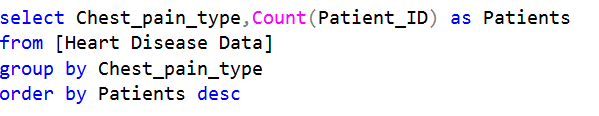 select Chest_pain_type,Count(Patient_ID) as Patients
from [Heart Disease Data]
group by Chest_pain_type
order by Patients desc